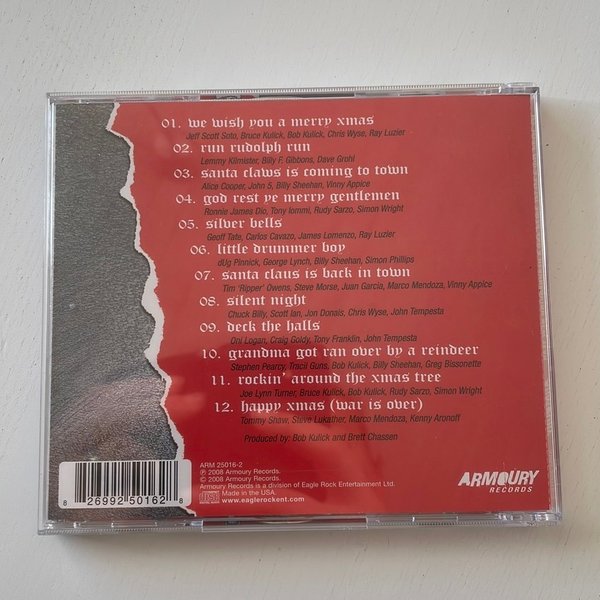 01. we wish you a merry xmas
Jeff Scott Soto, Bruce Kulick, Bob Kulick, Chris Wyse, Ray Luzier
02. run rudolph run
Lemmy Kilmister, Billy F. Gibbons, Dave Grohl
03. santa claws is coming to town
Alice Cooper, John 5, Billy Sheehan, Vinny Appice
04. god rest ye merry gentlemen
Ronnie James Dio, Tony Iommi, Rudy Sarzo, Simon Wright
05. silver bells
Geoff Tate, Carlos Cavazo, James Lomenzo, Ray Luzier
06. little drummer boy
dUg Pinnick, George Lynch, Billy Sheehan, Simon Phillips
07. santa claus is back in town
Tim 'Ripper' Owens, Steve Morse, Juan Garcia, Marco Mendoza, Vinny Appice
08. silent night
Chuck Billy, Scott Ian, Jon Donais, Chris Wyse, John Tempesta
09. deck the halls
Oni Logan, Craig Goldy, Tony Franklin, John Tempesta
10. grandma got ran over by a reindeer
Stephen Pearcy, Tracii Guns, Bob Kulick, Billy Sheehan, Greg Bissonette
11. rockin' around the xmas tree
Joe Lynn Turner, Bruce Kulick, Bob Kulick, Rudy Sarzo, Simon Wright
12. happy xmas (war is over)
Tommy Shaw, Steve Lukather, Marco Mendoza, Kenny Aronoff
Produced by: Bob Kulick and Brett Chassen
ARM 25016-2
℗ 2008 Armoury Records.
© 2008 Armoury Records.
Armoury Records is a division of Eagle Rock Entertainment Ltd.
Made in the USA.
www.eaglerockent.com
8 26992 50162 8
ARMOURY
RECORDS